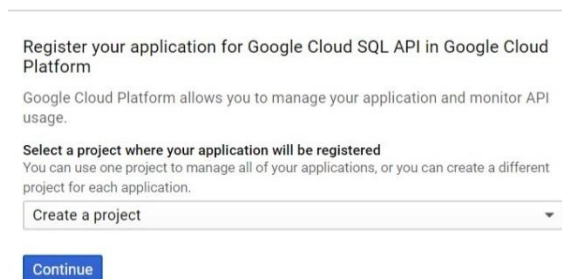 Register your application for Google Cloud SQL API in Google Cloud
Platform
Google Cloud Platform allows you to manage your application and monitor API
usage.
Select a project where your application will be registered
You can use one project to manage all of your applications, or you can create a different
project for each application.
Create a project
Continue